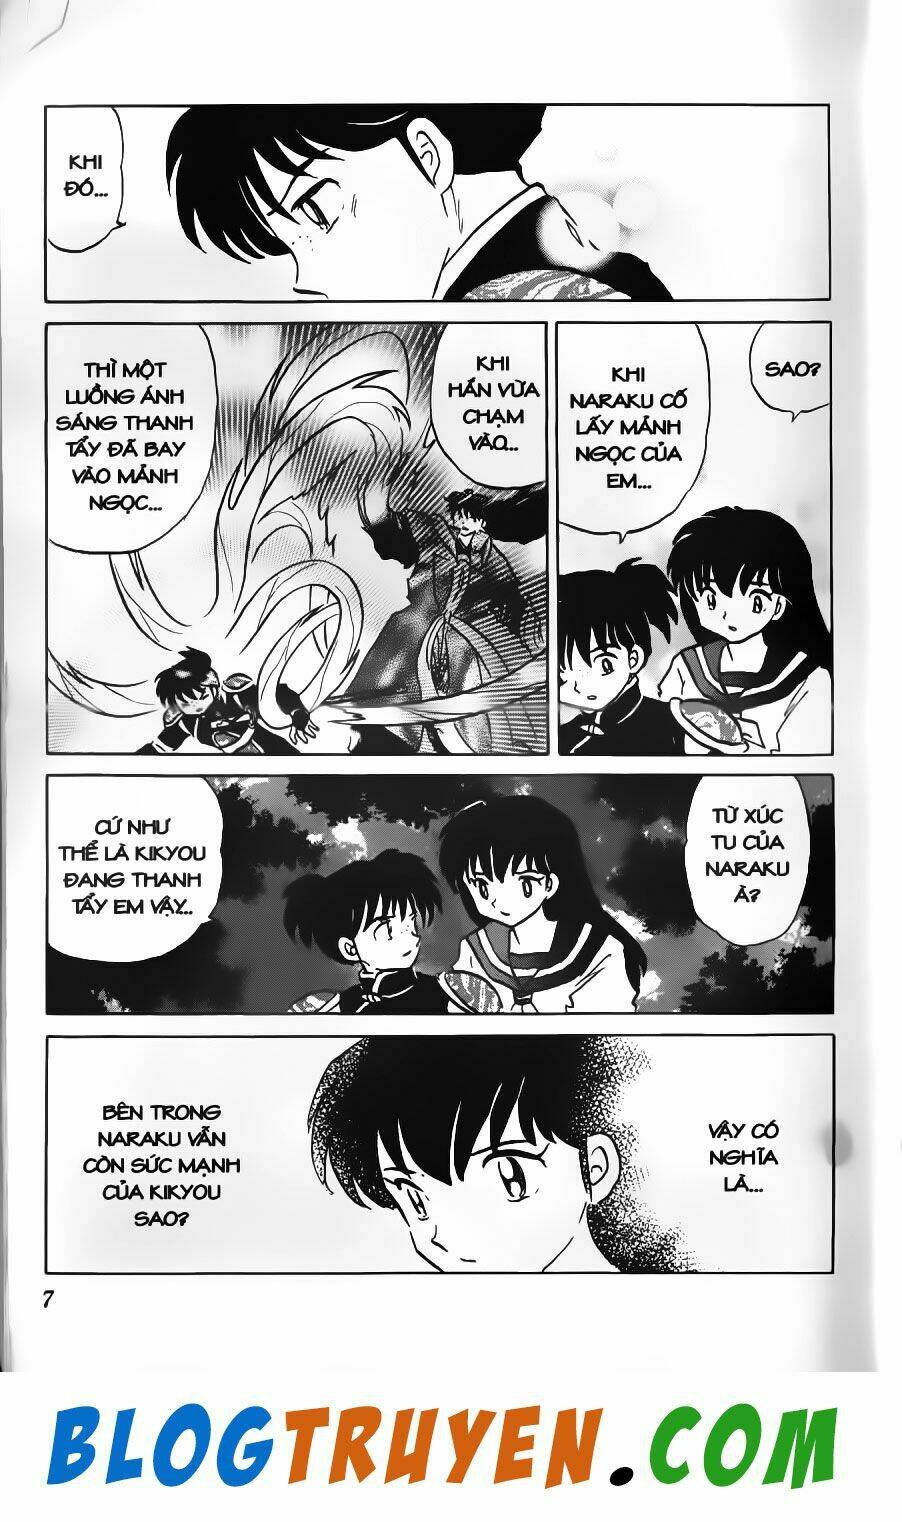 KHI
ĐÓ...
SAO?
KHI
NARAKU CỐ
LẤY MẢNH
NGỌC CỦA
EM...
KHI
HẮN VỪA
CHẠM
VÀO...
THÌ MỘT
LUỒNG ÁNH
SÁNG THANH
TẨY ĐÃ BAY
VÀO MẢNH
NGỌC...
TỪ XÚC
TU CỦA
NARAKU
À?
CỨ NHƯ
THỂ LÀ KIKYOU
ĐANG THANH
TẨY EM VẬY...
VẬY CÓ
NGHĨA
LÀ...
BÊN TRONG
NARAKU VẪN
CÒN SỨC MẠNH
CỦA KIKYOU
SAO?
7
BLOGTRUYEN.COM